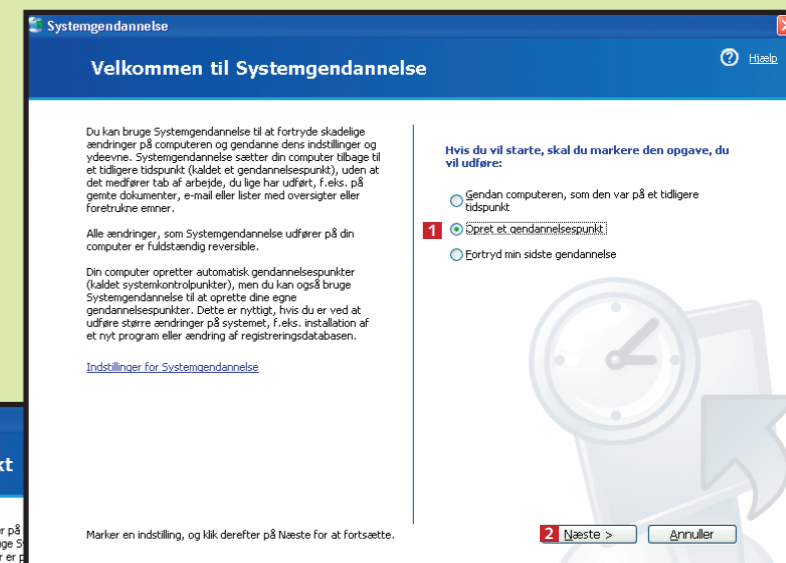 Systemgendannelse
Velkommen til Systemgendannelse
Hjælp
Du kan bruge Systemgendannelse til at fortryde skadelige
ændringer på computeren og gendanne dens indstillinger og
ydeevne. Systemgendannelse sætter din computer tilbage til
et tidligere tidspunkt (kaldet et gendannelsespunkt), uden at
det medfører tab af arbejde, du lige har udført, f.eks. på
gemte dokumenter, e-mail eller lister med oversigter eller
foretrukne emner.
Alle ændringer, som Systemgendannelse udfører på din
computer er fuldstændig reversible.
Din computer opretter automatisk gendannelsespunkter
(kaldet systemkontrolpunkter), men du kan også bruge
Systemgendannelse til at oprette dine egne
gendannelsespunkter. Dette er nyttigt, hvis du er ved at
udføre større ændringer på systemet, f.eks. installation af
et nyt program eller ændring af registreringsdatabasen.
Indstillinger for Systemgendannelse
Marker en indstilling, og klik derefter på Næste for at fortsætte.
Hvis du vil starte, skal du markere den opgave, du
vil udføre:
Gendan computeren, som den var på et tidligere
tidspunkt
1 Opret et gendannelsespunkt
Fortryd min sidste gendannelse
2 Næste >
Annuller
kt
r på